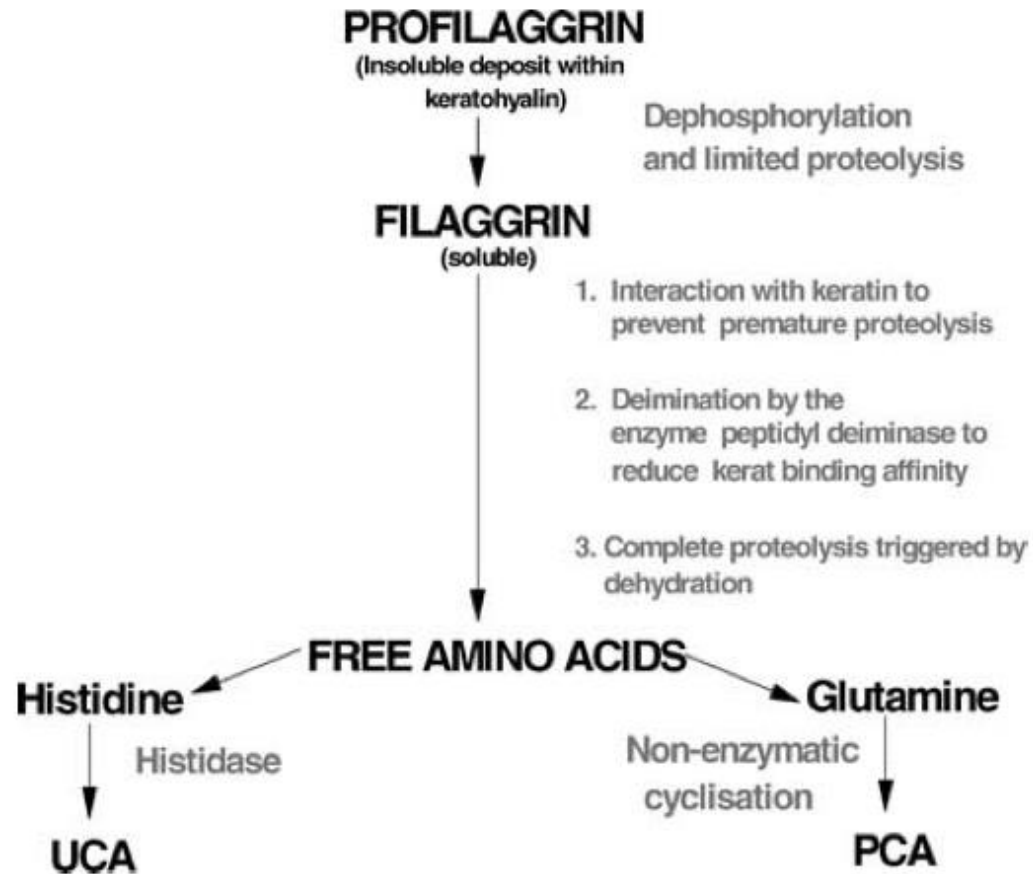 PROFILAGGRIN
(Insoluble deposit within
keratohyalin)
Dephosphorylation
and limited proteolysis
FILAGGRIN
(soluble)
1. Interaction with keratin to
prevent premature proteolysis
2. Deimination by the
enzyme peptidyl deiminase to
reduce kerat binding affinity
3. Complete proteolysis triggered by
dehydration
FREE AMINO ACIDS
Histidine
Glutamine
Histidase
Non-enzymatic
cyclisation
UCA
PCA